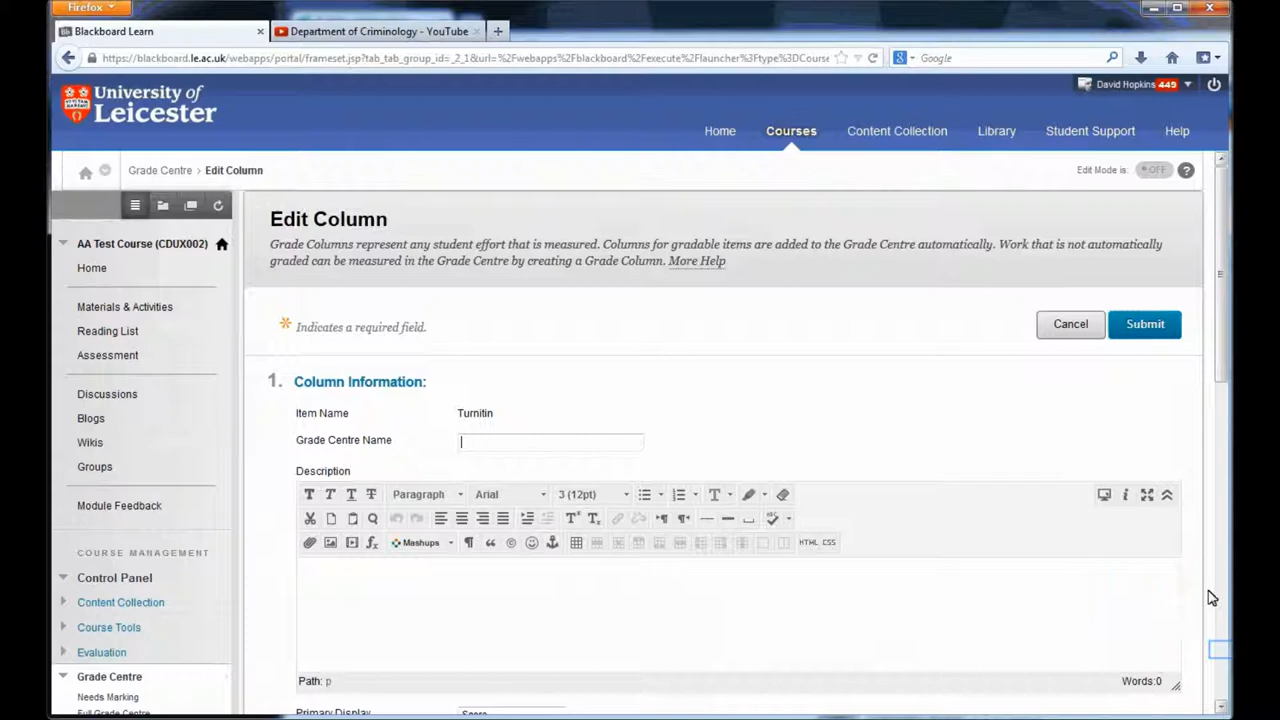 Firefox
Blackboard Learn
Department of Criminology - YouTube
https://blackboard.le.ac.uk/webapps/portal/frameset.jsp?tab_tab_group_id=_2_1&url=%2Fwebapps%2Fblackboard%2Fexecute%2Flauncher%3Ftype%3DCourse
Google
University of
Leicester
David Hopkins 449
Home
Courses
Content Collection
Library
Student Support
Help
Grade Centre > Edit Column
Edit Mode is: OFF
?
Edit Column
Grade Columns represent any student effort that is measured. Columns for gradable items are added to the Grade Centre automatically. Work that is not automatically
graded can be measured in the Grade Centre by creating a Grade Column. More Help
Indicates a required field.
Cancel
Submit
AA Test Course (CDUX002)
Home
Materials & Activities
Reading List
Assessment
Discussions
Blogs
Wikis
Groups
Module Feedback
COURSE MANAGEMENT
Control Panel
Content Collection
Course Tools
Evaluation
Grade Centre
Needs Marking
Full Grade Centre
1. Column Information:
Item Name Turnitin
Grade Centre Name
Description
T T T T Paragraph Arial 3 (12pt)
Mashups HTML CSS
Path: p
Words:0
Primary Display Score